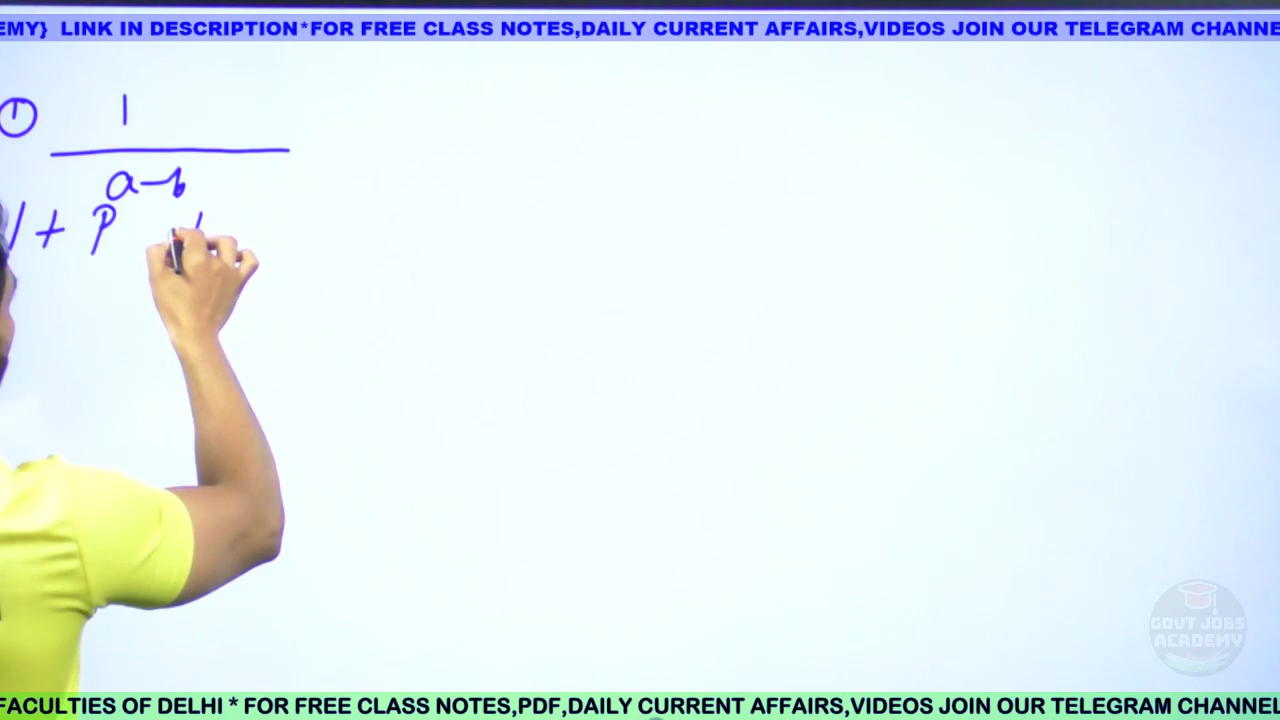 EMY} LINK IN DESCRIPTION*FOR FREE CLASS NOTES,DAILY CURRENT AFFAIRS,VIDEOS JOIN OUR TELEGRAM CHANNE
① 1
a-b
1 + p
GOVT JOBS
ACADEMY
FACULTIES OF DELHI * FOR FREE CLASS NOTES,PDF,DAILY CURRENT AFFAIRS,VIDEOS JOIN OUR TELEGRAM CHANNEL